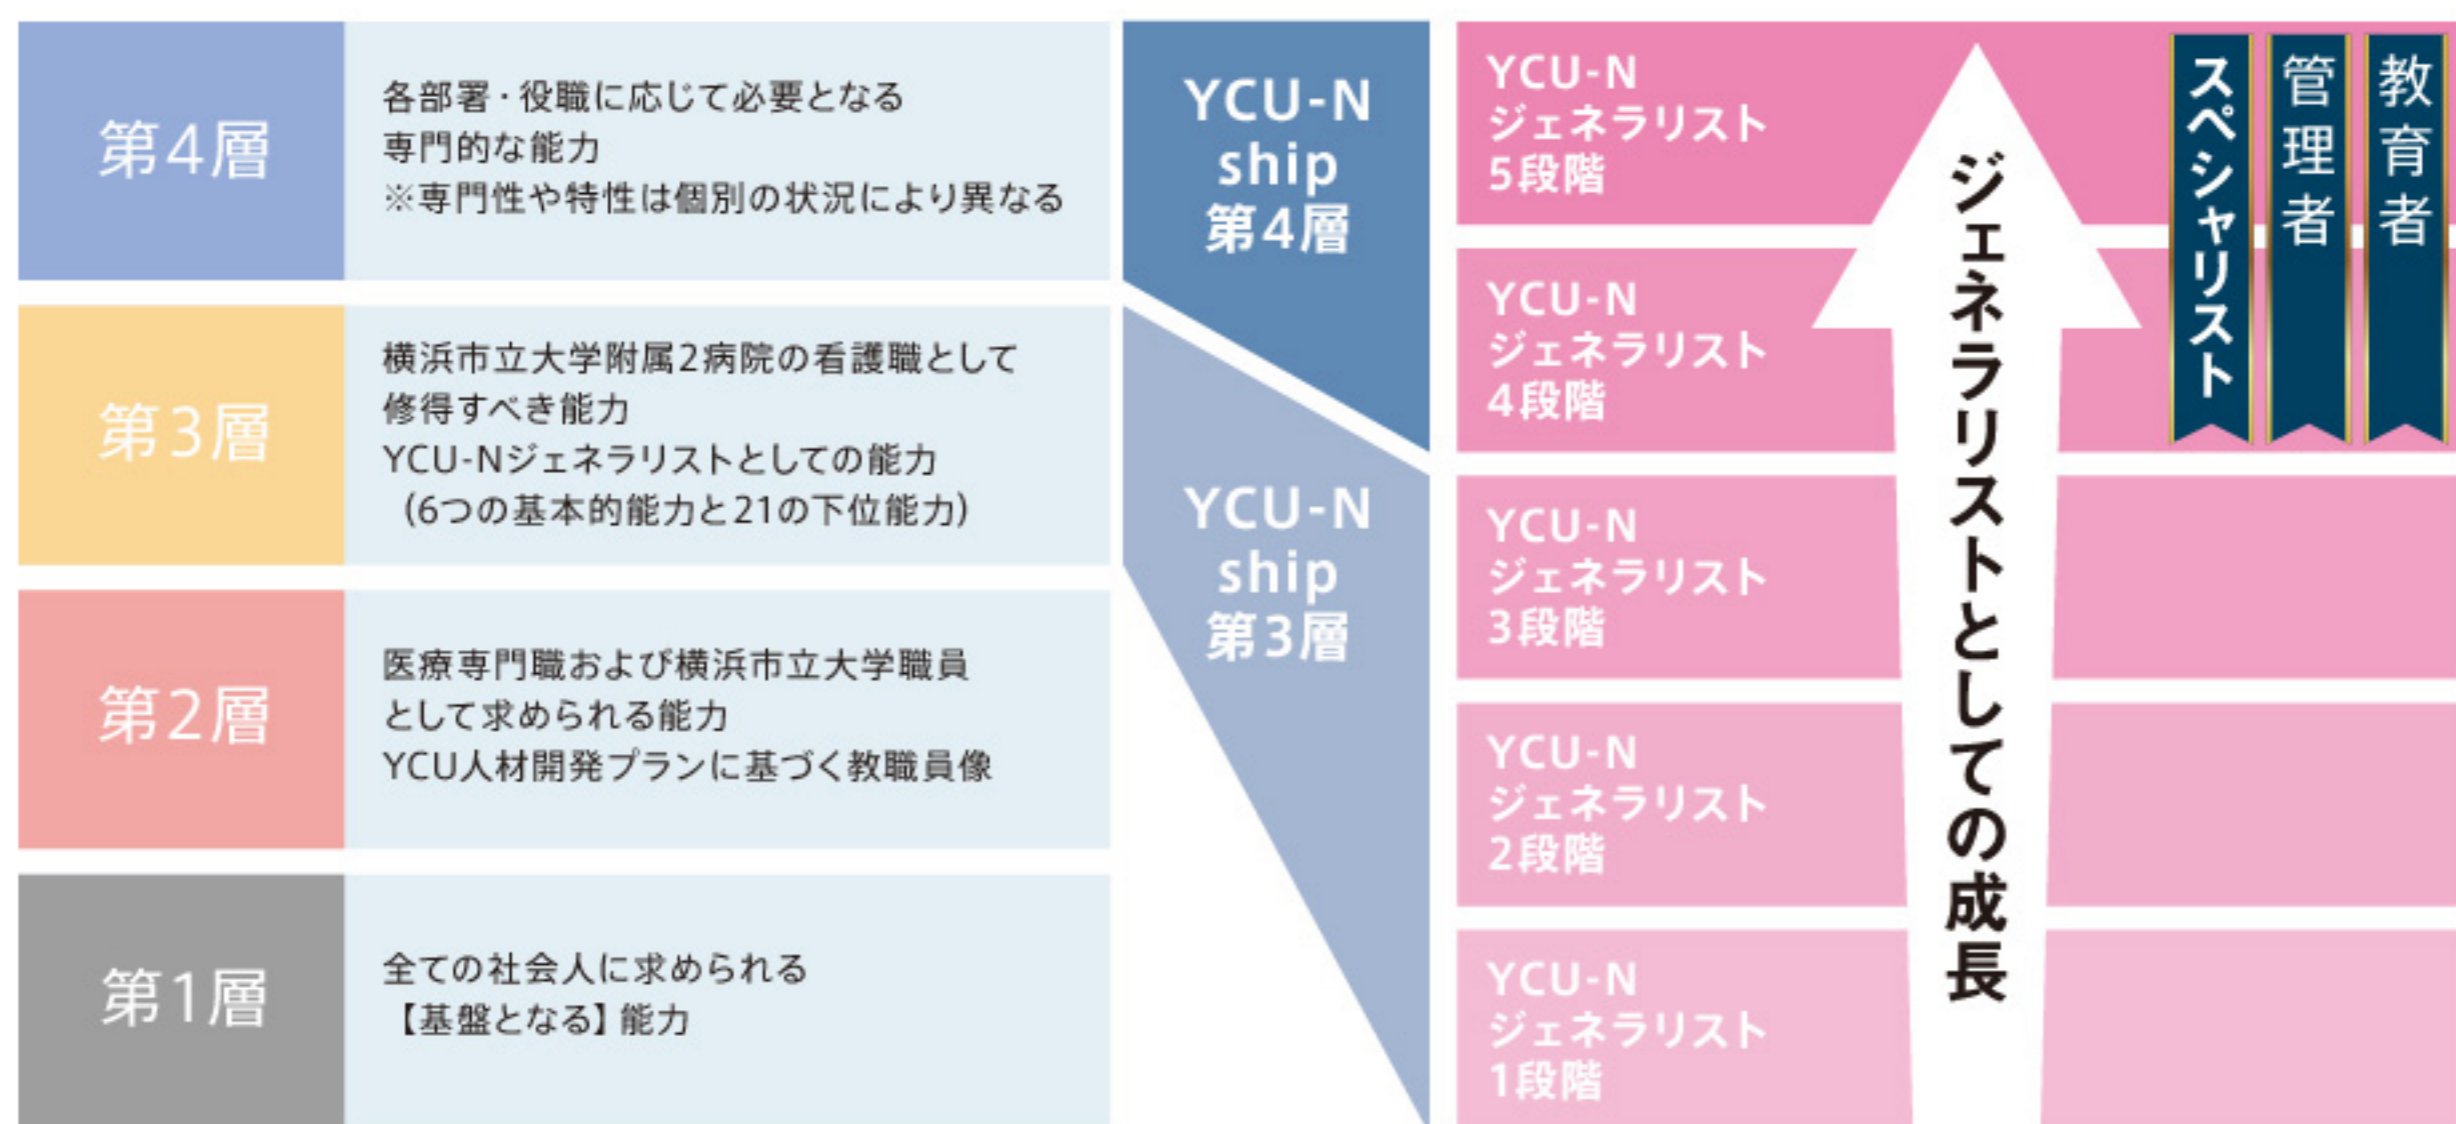 第4層
各部署・役職に応じて必要となる
専門的な能力
※専門性や特性は個別の状況により異なる
第3層
横浜市立大学附属2病院の看護職として
修得すべき能力
YCU-Nジェネラリストとしての能力
(6つの基本的能力と21の下位能力)
第2層
医療専門職および横浜市立大学職員
として求められる能力
YCU人材開発プランに基づく教職員像
第1層
全ての社会人に求められる
【基盤となる】能力
YCU-N
ship
第4層
YCU-N
ship
第3層
YCU-N
ジェネラリスト
5段階
YCU-N
ジェネラリスト
4段階
YCU-N
ジェネラリスト
3段階
YCU-N
ジェネラリスト
2段階
YCU-N
ジェネラリスト
1段階
ジェネラリストとしての成長
スペシャリスト
管理者
教育者